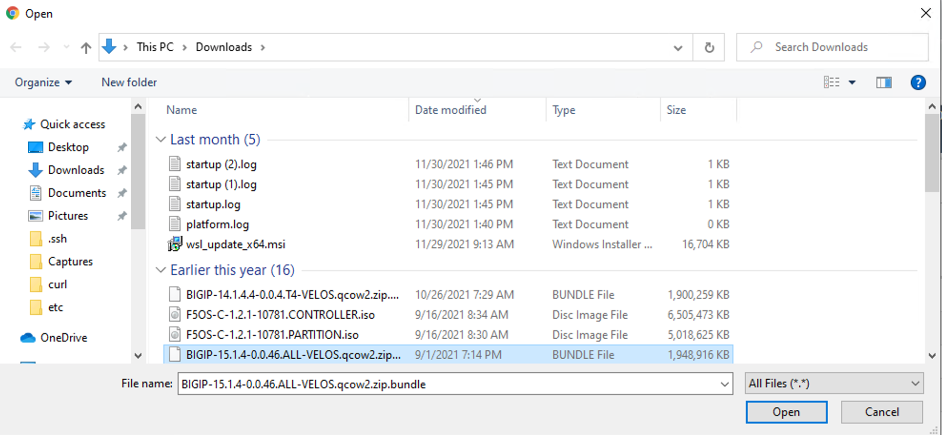 Open
This PC > Downloads >
Search Downloads
Organize New folder
Name Date modified Type Size
Quick access
Desktop
Downloads
Documents
Pictures
.ssh
Captures
curl
etc
OneDrive
Last month (5)
startup (2).log 11/30/2021 1:46 PM Text Document 1 KB
startup (1).log 11/30/2021 1:45 PM Text Document 1 KB
startup.log 11/30/2021 1:45 PM Text Document 1 KB
platform.log 11/30/2021 1:40 PM Text Document 0 KB
wsl_update_x64.msi 11/29/2021 9:13 AM Windows Installer ... 16,704 KB
Earlier this year (16)
BIGIP-14.1.4.4-0.0.4.T4-VELOS.qcow2.zip.... 10/26/2021 7:29 AM BUNDLE File 1,900,259 KB
F5OS-C-1.2.1-10781.CONTROLLER.iso 9/16/2021 8:34 AM Disc Image File 6,505,473 KB
F5OS-C-1.2.1-10781.PARTITION.iso 9/16/2021 8:30 AM Disc Image File 5,018,625 KB
BIGIP-15.1.4-0.0.46.ALL-VELOS.qcow2.zip... 9/1/2021 7:14 PM BUNDLE File 1,948,916 KB
File name: BIGIP-15.1.4-0.0.46.ALL-VELOS.qcow2.zip.bundle All Files (*.*)
Open Cancel